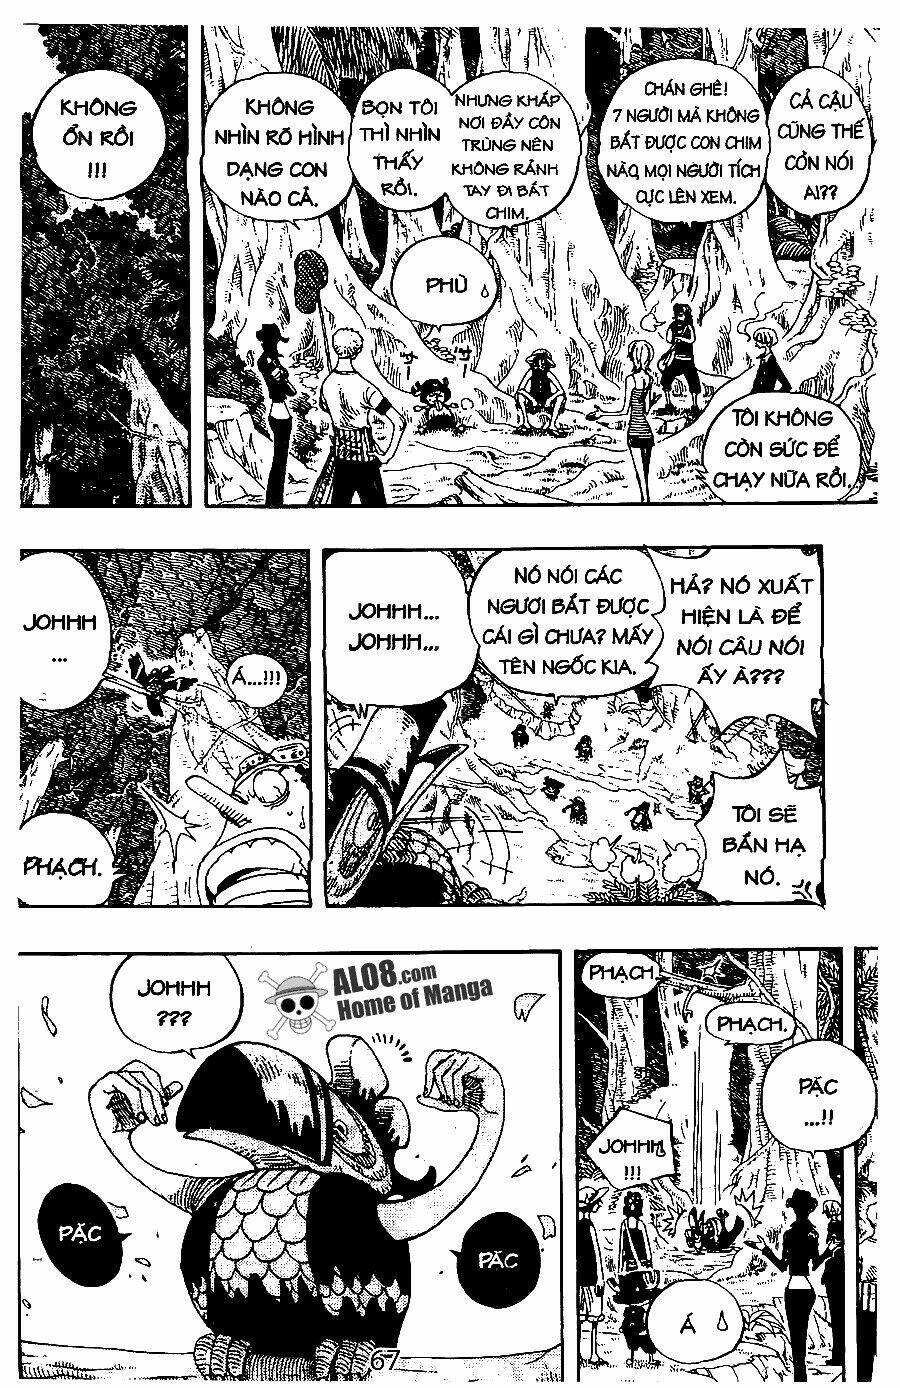 KHÔNG
ỔN RỒI
!!!
KHÔNG
NHÌN RÕ HÌNH
DẠNG CON
NÀO CẢ.
BỌN TÔI
THÌ NHÌN
THẤY
RỒI.
NHƯNG KHẮP
NƠI ĐẦY CÔN
TRÙNG NÊN
KHÔNG RẢNH
TAY ĐI BẮT
CHIM.
PHÙ
CHÁN GHÊ!
7 NGƯỜI MÀ KHÔNG
BẮT ĐƯỢC CON CHIM
NÀO, MỌI NGƯỜI TÍCH
CỰC LÊN XEM.
CẢ CẬU
CŨNG THẾ
CÒN NÓI
AI??
TÔI KHÔNG
CÒN SỨC ĐỂ
CHẠY NỮA RỒI.
JOHHH
...
Á...!!!
PHẠCH.
JOHHH...
JOHHH...
NÓ NÓI CÁC
NGƯƠI BẮT ĐƯỢC
CÁI GÌ CHƯA? MẤY
TÊN NGỐC KIA.
HẢ? NÓ XUẤT
HIỆN LÀ ĐỂ
NÓI CÂU NÓI
ẤY À???
TÔI SẼ
BẮN HẠ
NÓ.
JOHHH
???
ALO8.com
Home of Manga
PẶC
PẶC
PHẠCH.
PHẠCH.
PẶC
...!!
JOHHH
!!!
Á
67